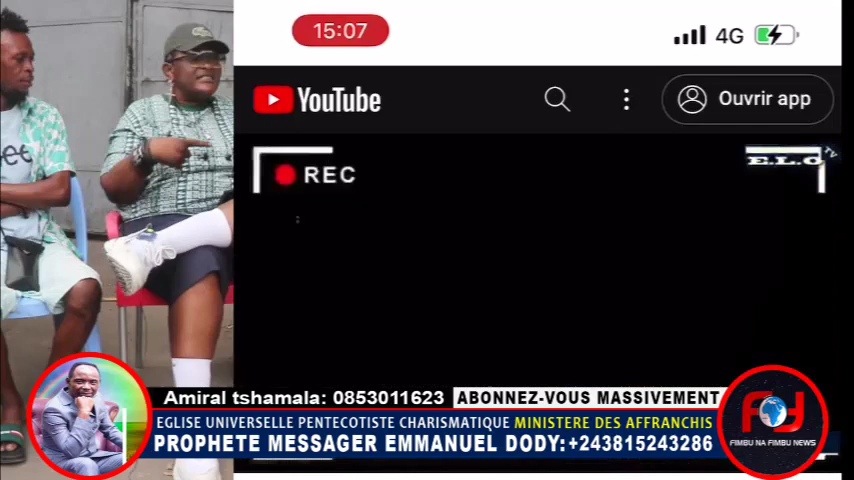 15:07
4G
YouTube
Ouvrir app
REC
E.L.C TV
Amiral tshamala: 0853011623
ABONNEZ-VOUS MASSIVEMENT
EGLISE UNIVERSELLE PENTECOTISTE CHARISMATIQUE MINISTERE DES AFFRANCHIS
PROPHETE MESSAGER EMMANUEL DODY:+243815243286
FIMBU NA FIMBU NEWS